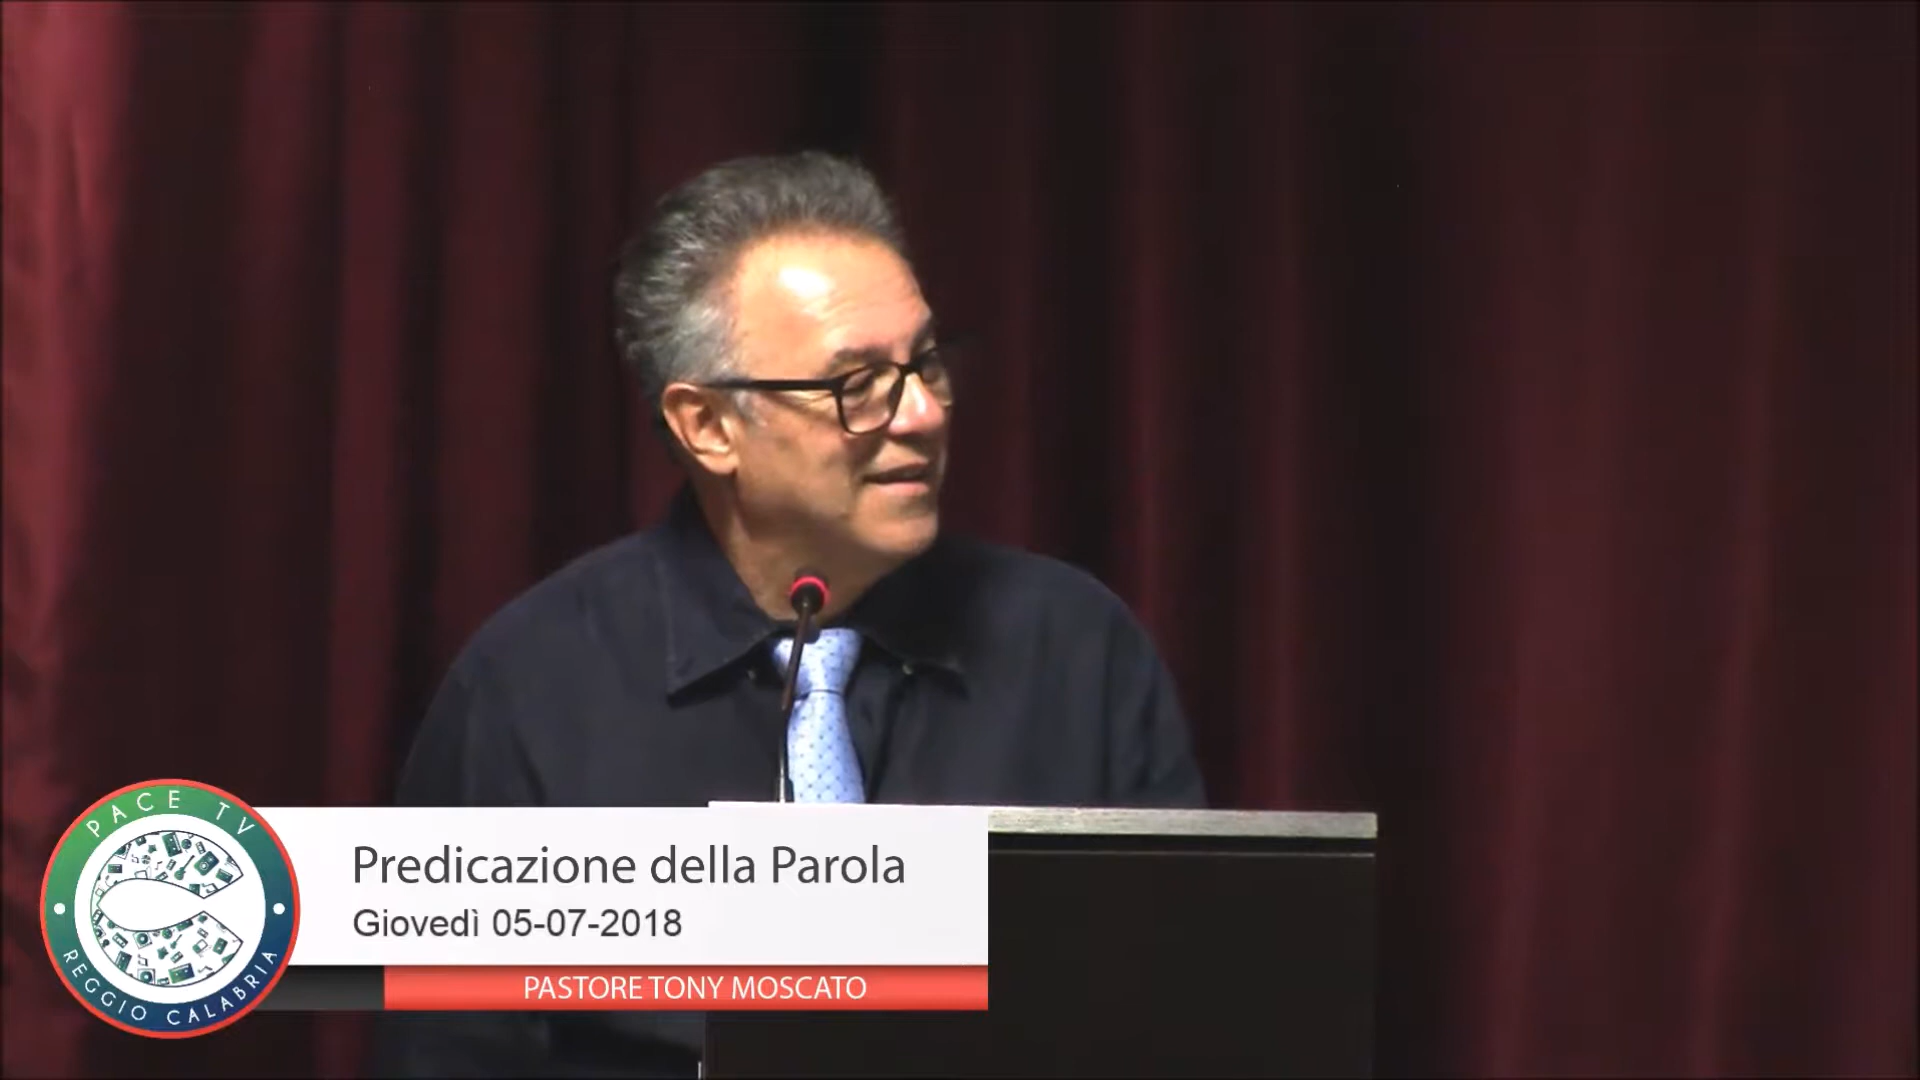 Predicazione della Parola
Giovedì 05-07-2018
PASTORE TONY MOSCATO
PACE TV
REGGIO CALABRIA